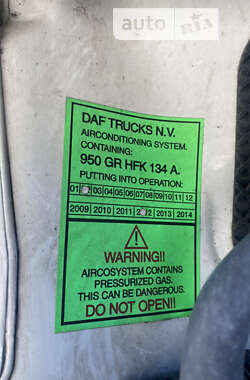 auto RIA
DAF TRUCKS N.V.
AIRCONDITIONING SYSTEM.
CONTAINING:
950 GR HFK 134 A.
PUTTING INTO OPERATION:
01 03 04 05 06 07 08 09 10 11 12
2009 2010 2011 2012 2013 2014
WARNING!!
AIRCOSYSTEM CONTAINS
PRESSURIZED GAS.
THIS CAN BE DANGEROUS.
DO NOT OPEN!!